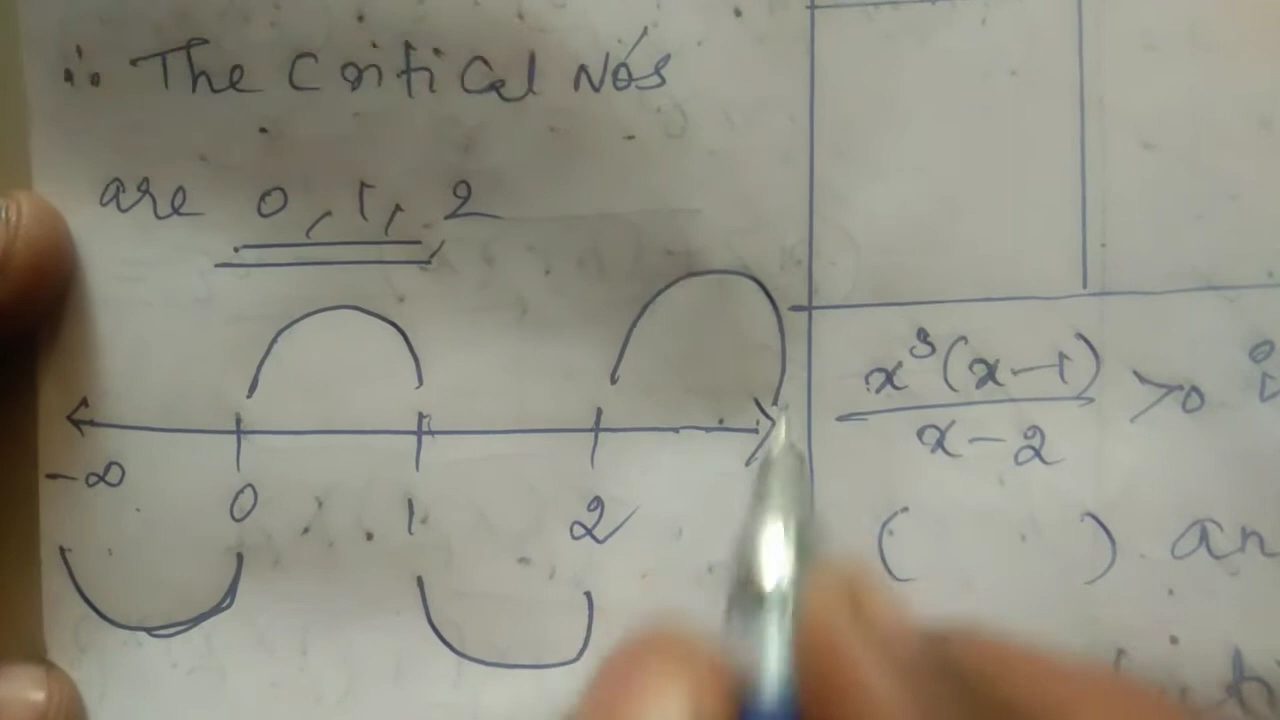 ∴ The Critical Nos
are 0, 1, 2
-∞ 0 1 2
x³(x-1)/x-2 >0
( ) an